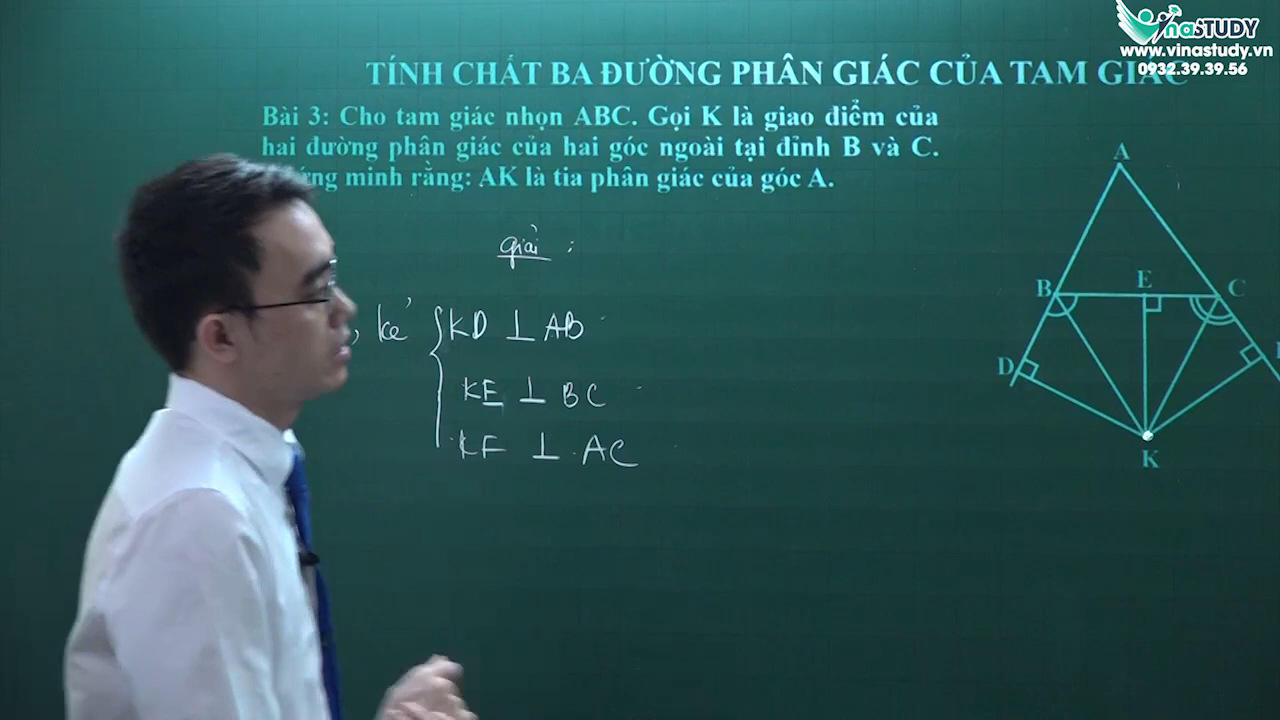 VinaSTUDY
www.vinastudy.vn
0932.39.39.56
TÍNH CHẤT BA ĐƯỜNG PHÂN GIÁC CỦA TAM GIÁC
Bài 3: Cho tam giác nhọn ABC. Gọi K là giao điểm của
hai đường phân giác của hai góc ngoài tại đỉnh B và C.
minh rằng: AK là tia phân giác của góc A.
Giải :
kẻ KD ⊥ AB
KE ⊥ BC
KF ⊥ AC
A
B E C
D
K